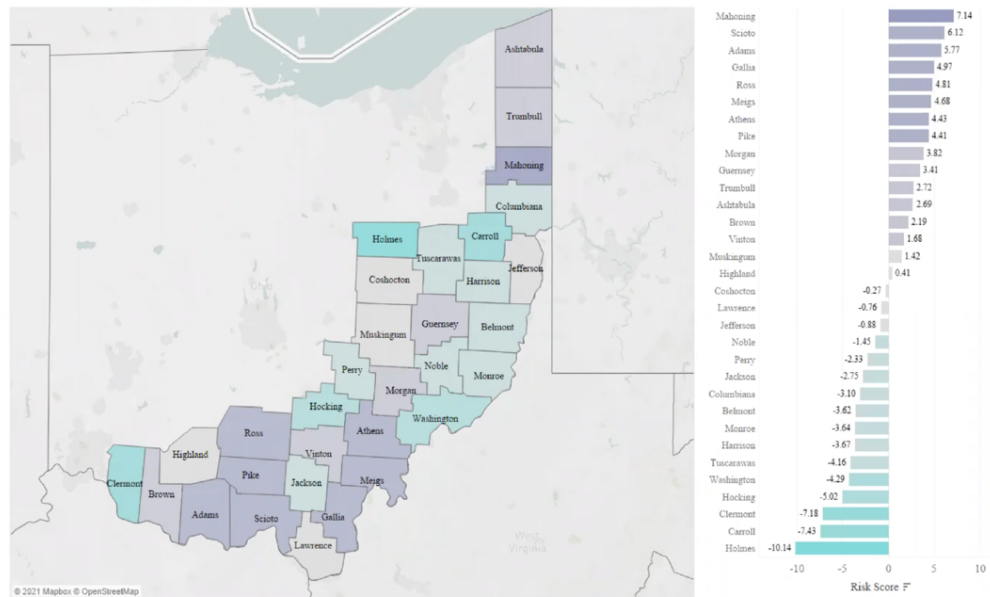 Ashtabula
Trumbull
Mahoning
Columbiana
Holmes
Carroll
Tuscarawas
Jefferson
Coshocton
Harrison
Muskingum
Guernsey
Belmont
Perry
Noble
Monroe
Morgan
Hocking
Washington
Ross
Athens
Highland
Vinton
Clermont
Brown
Pike
Jackson
Meigs
Adams
Scioto
Gallia
Lawrence
West
Virginia
© 2021 Mapbox © OpenStreetMap
Mahoning 7.14
Scioto 6.12
Adams 5.77
Gallia 4.97
Ross 4.81
Meigs 4.68
Athens 4.43
Pike 4.41
Morgan 3.82
Guernsey 3.41
Trumbull 2.72
Ashtabula 2.69
Brown 2.19
Vinton 1.68
Muskingum 1.42
Highland 0.41
Coshocton -0.27
Lawrence -0.76
Jefferson -0.88
Noble -1.45
Perry -2.33
Jackson -2.75
Columbiana -3.10
Belmont -3.62
Monroe -3.64
Harrison -3.67
Tuscarawas -4.16
Washington -4.29
Hocking -5.02
Clermont -7.18
Carroll -7.43
Holmes -10.14
-10 -5 0 5 10
Risk Score